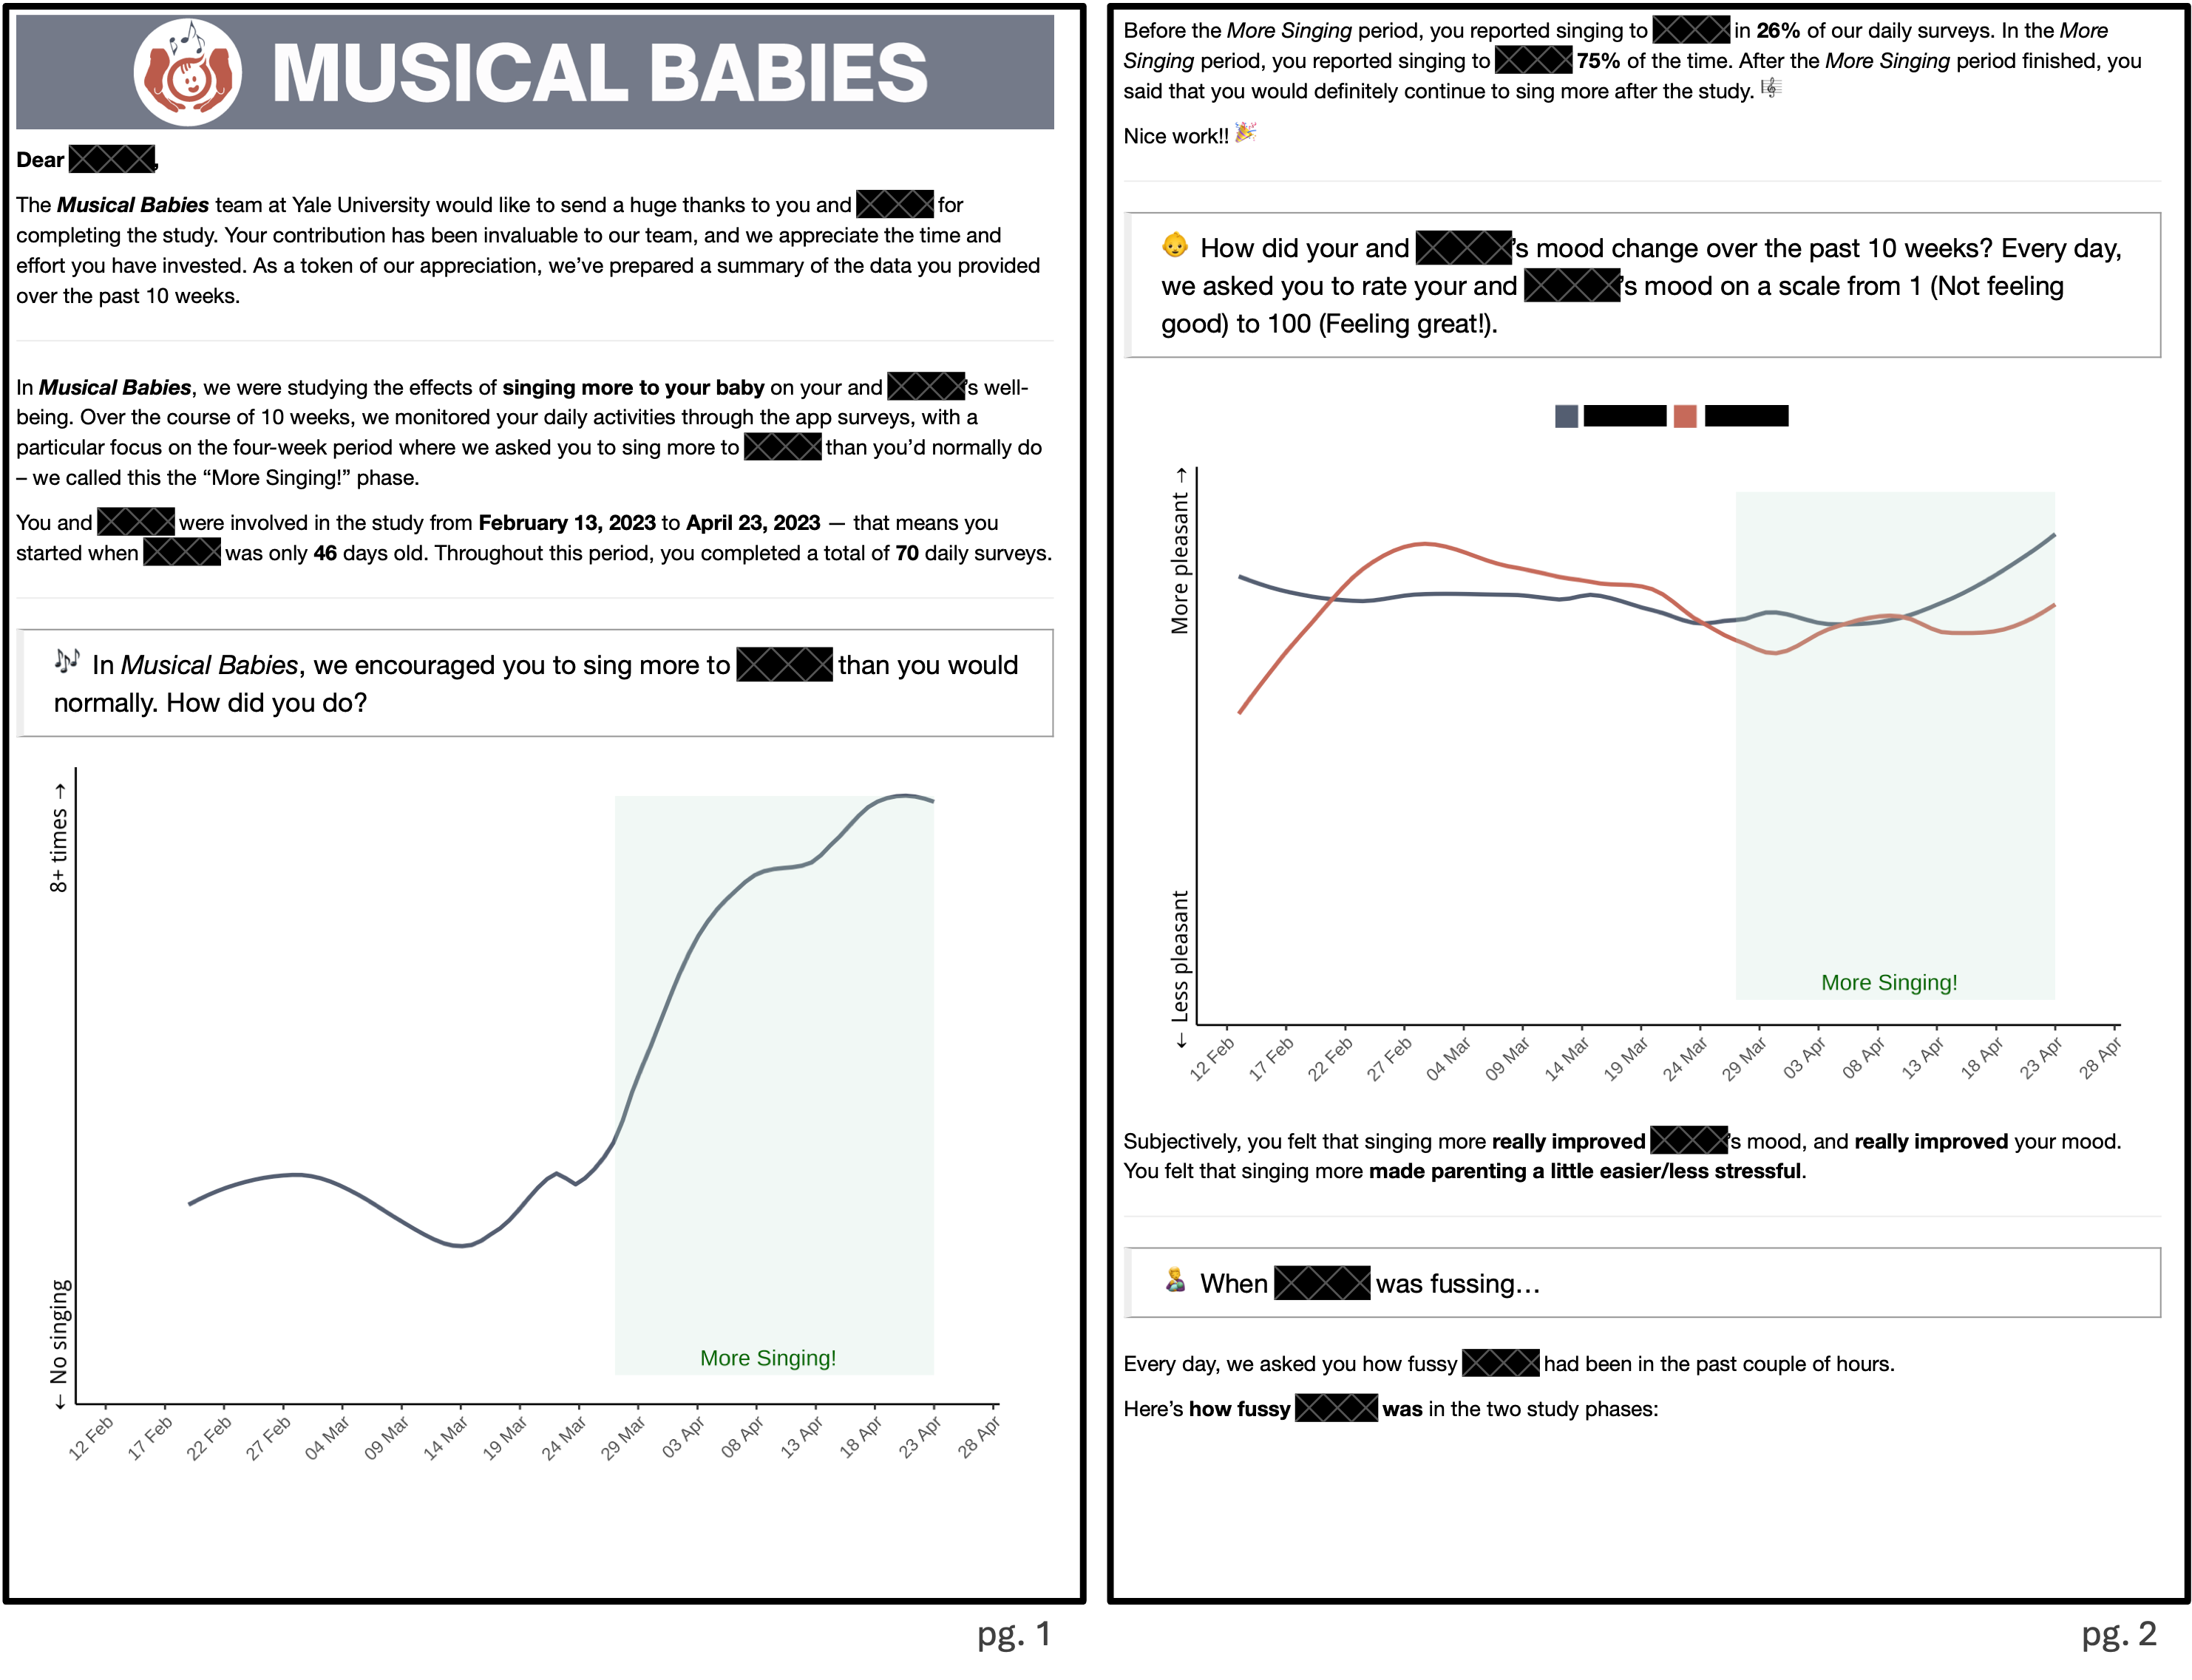 MUSICAL BABIES
Dear ,
The Musical Babies team at Yale University would like to send a huge thanks to you and for
completing the study. Your contribution has been invaluable to our team, and we appreciate the time and
effort you have invested. As a token of our appreciation, we’ve prepared a summary of the data you provided
over the past 10 weeks.
In Musical Babies, we were studying the effects of singing more to your baby on your and ’s well-
being. Over the course of 10 weeks, we monitored your daily activities through the app surveys, with a
particular focus on the four-week period where we asked you to sing more to than you’d normally do
– we called this the “More Singing!” phase.
You and were involved in the study from February 13, 2023 to April 23, 2023 — that means you
started when was only 46 days old. Throughout this period, you completed a total of 70 daily surveys.
🎶 In Musical Babies, we encouraged you to sing more to than you would
normally. How did you do?
8+ times →
← No singing
More Singing!
12 Feb
17 Feb
22 Feb
27 Feb
04 Mar
09 Mar
14 Mar
19 Mar
24 Mar
29 Mar
03 Apr
08 Apr
13 Apr
18 Apr
23 Apr
28 Apr
pg. 1
Before the More Singing period, you reported singing to in 26% of our daily surveys. In the More
Singing period, you reported singing to 75% of the time. After the More Singing period finished, you
said that you would definitely continue to sing more after the study. 🎼
Nice work!! 🎉
👶 How did your and ’s mood change over the past 10 weeks? Every day,
we asked you to rate your and ’s mood on a scale from 1 (Not feeling
good) to 100 (Feeling great!).
More pleasant →
← Less pleasant
More Singing!
12 Feb
17 Feb
22 Feb
27 Feb
04 Mar
09 Mar
14 Mar
19 Mar
24 Mar
29 Mar
03 Apr
08 Apr
13 Apr
18 Apr
23 Apr
28 Apr
Subjectively, you felt that singing more really improved ’s mood, and really improved your mood.
You felt that singing more made parenting a little easier/less stressful.
When was fussing…
Every day, we asked you how fussy had been in the past couple of hours.
Here’s how fussy was in the two study phases:
pg. 2